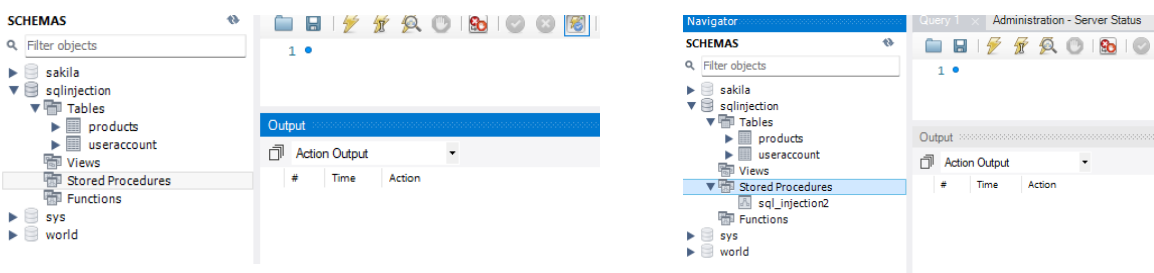 SCHEMAS
Filter objects
sakila
sqlinjection
Tables
products
useraccount
Views
Stored Procedures
Functions
sys
world
1
Output
Action Output
# Time Action
Navigator
SCHEMAS
Filter objects
sakila
sqlinjection
Tables
products
useraccount
Views
Stored Procedures
sql_injection2
Functions
sys
world
Query 1 Administration - Server Status
1
Output
Action Output
# Time Action